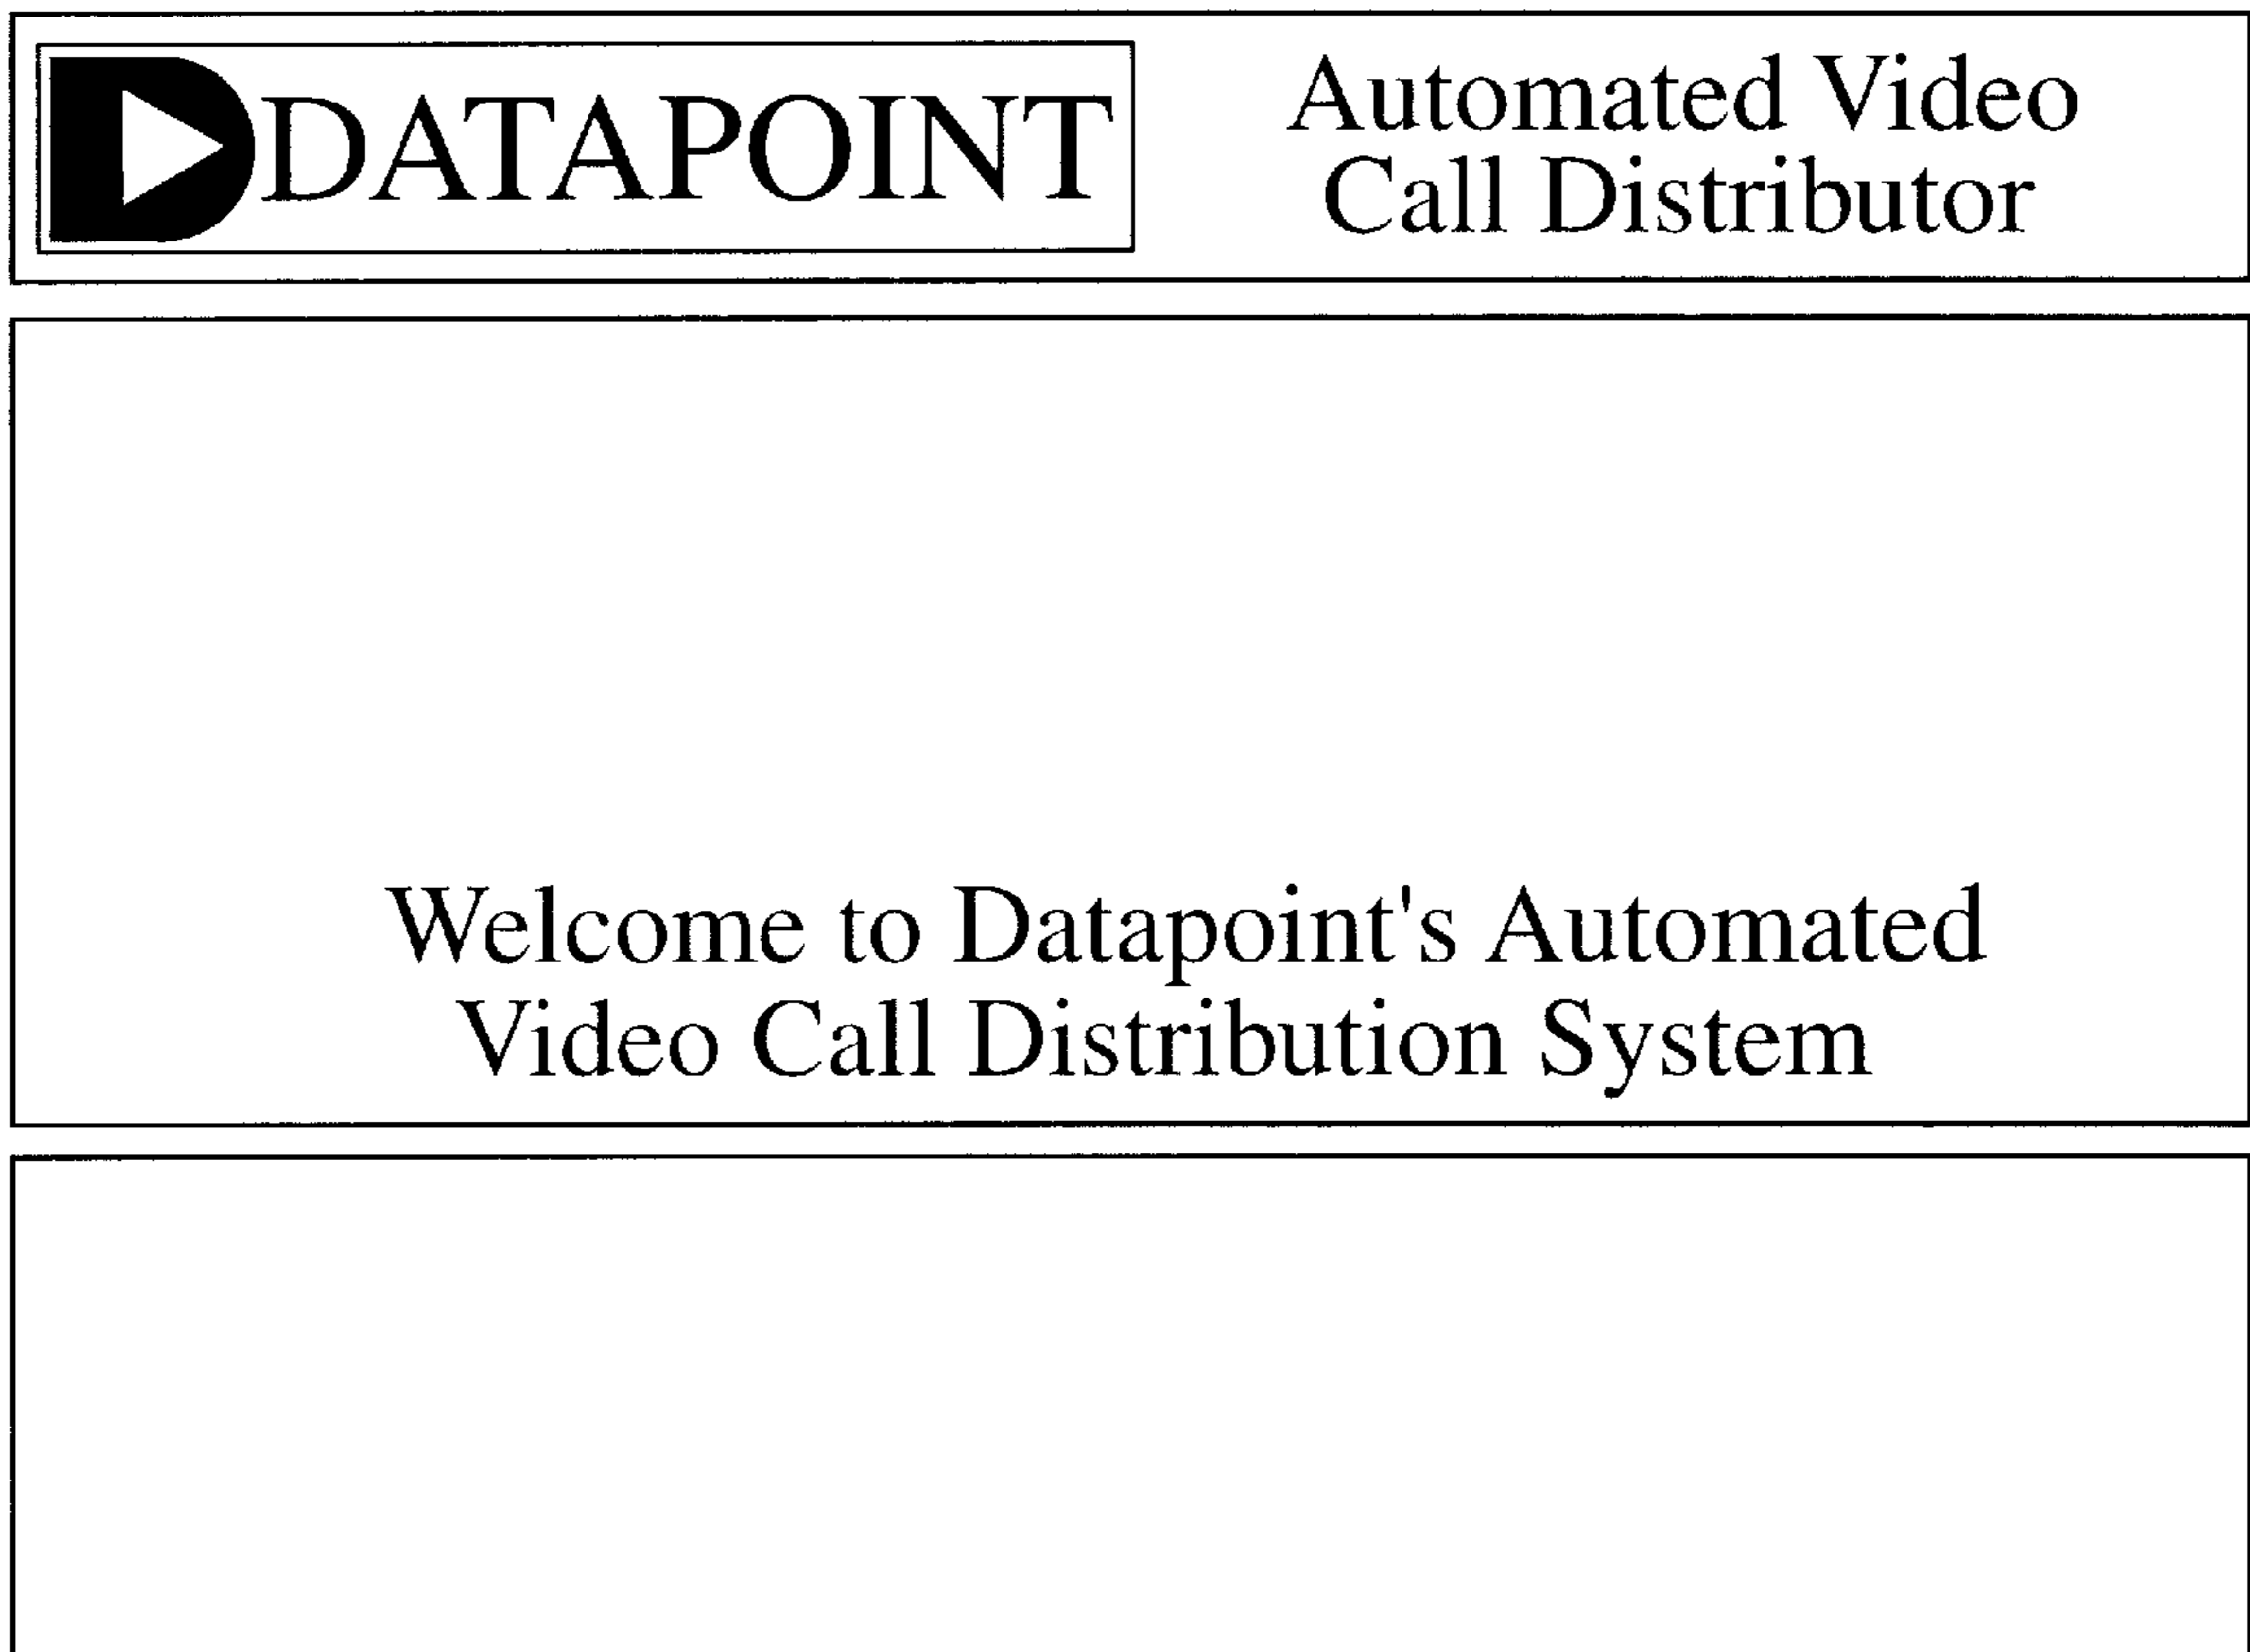 DATAPOINT
Automated Video
Call Distributor
Welcome to Datapoint's Automated
Video Call Distribution System